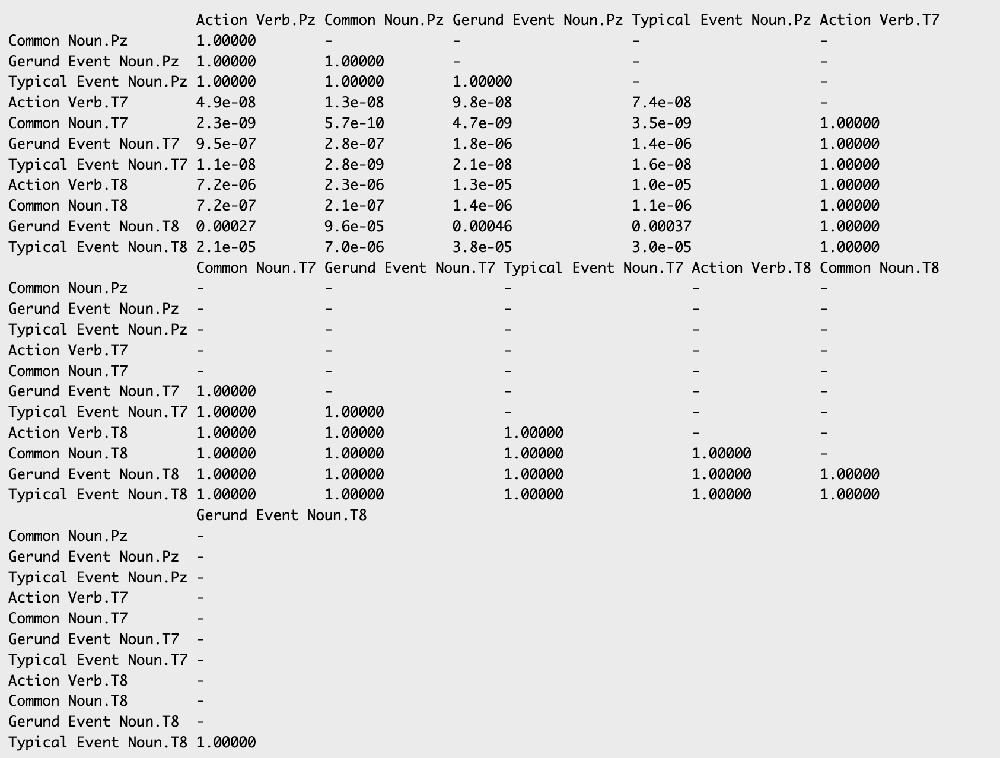 Action Verb.Pz Common Noun.Pz Gerund Event Noun.Pz Typical Event Noun.Pz Action Verb.T7
Common Noun.Pz 1.00000 - - - -
Gerund Event Noun.Pz 1.00000 1.00000 - - -
Typical Event Noun.Pz 1.00000 1.00000 1.00000 - -
Action Verb.T7 4.9e-08 1.3e-08 9.8e-08 7.4e-08 -
Common Noun.T7 2.3e-09 5.7e-10 4.7e-09 3.5e-09 1.00000
Gerund Event Noun.T7 9.5e-07 2.8e-07 1.8e-06 1.4e-06 1.00000
Typical Event Noun.T7 1.1e-08 2.8e-09 2.1e-08 1.6e-08 1.00000
Action Verb.T8 7.2e-06 2.3e-06 1.3e-05 1.0e-05 1.00000
Common Noun.T8 7.2e-07 2.1e-07 1.4e-06 1.1e-06 1.00000
Gerund Event Noun.T8 0.00027 9.6e-05 0.00046 0.00037 1.00000
Typical Event Noun.T8 2.1e-05 7.0e-06 3.8e-05 3.0e-05 1.00000
Common Noun.T7 Gerund Event Noun.T7 Typical Event Noun.T7 Action Verb.T8 Common Noun.T8
Common Noun.Pz - - - - -
Gerund Event Noun.Pz - - - - -
Typical Event Noun.Pz - - - - -
Action Verb.T7 - - - - -
Common Noun.T7 - - - - -
Gerund Event Noun.T7 1.00000 - - - -
Typical Event Noun.T7 1.00000 1.00000 - - -
Action Verb.T8 1.00000 1.00000 1.00000 - -
Common Noun.T8 1.00000 1.00000 1.00000 1.00000 -
Gerund Event Noun.T8 1.00000 1.00000 1.00000 1.00000 1.00000
Typical Event Noun.T8 1.00000 1.00000 1.00000 1.00000 1.00000
Gerund Event Noun.T8
Common Noun.Pz -
Gerund Event Noun.Pz -
Typical Event Noun.Pz -
Action Verb.T7 -
Common Noun.T7 -
Gerund Event Noun.T7 -
Typical Event Noun.T7 -
Action Verb.T8 -
Common Noun.T8 -
Gerund Event Noun.T8 -
Typical Event Noun.T8 1.00000